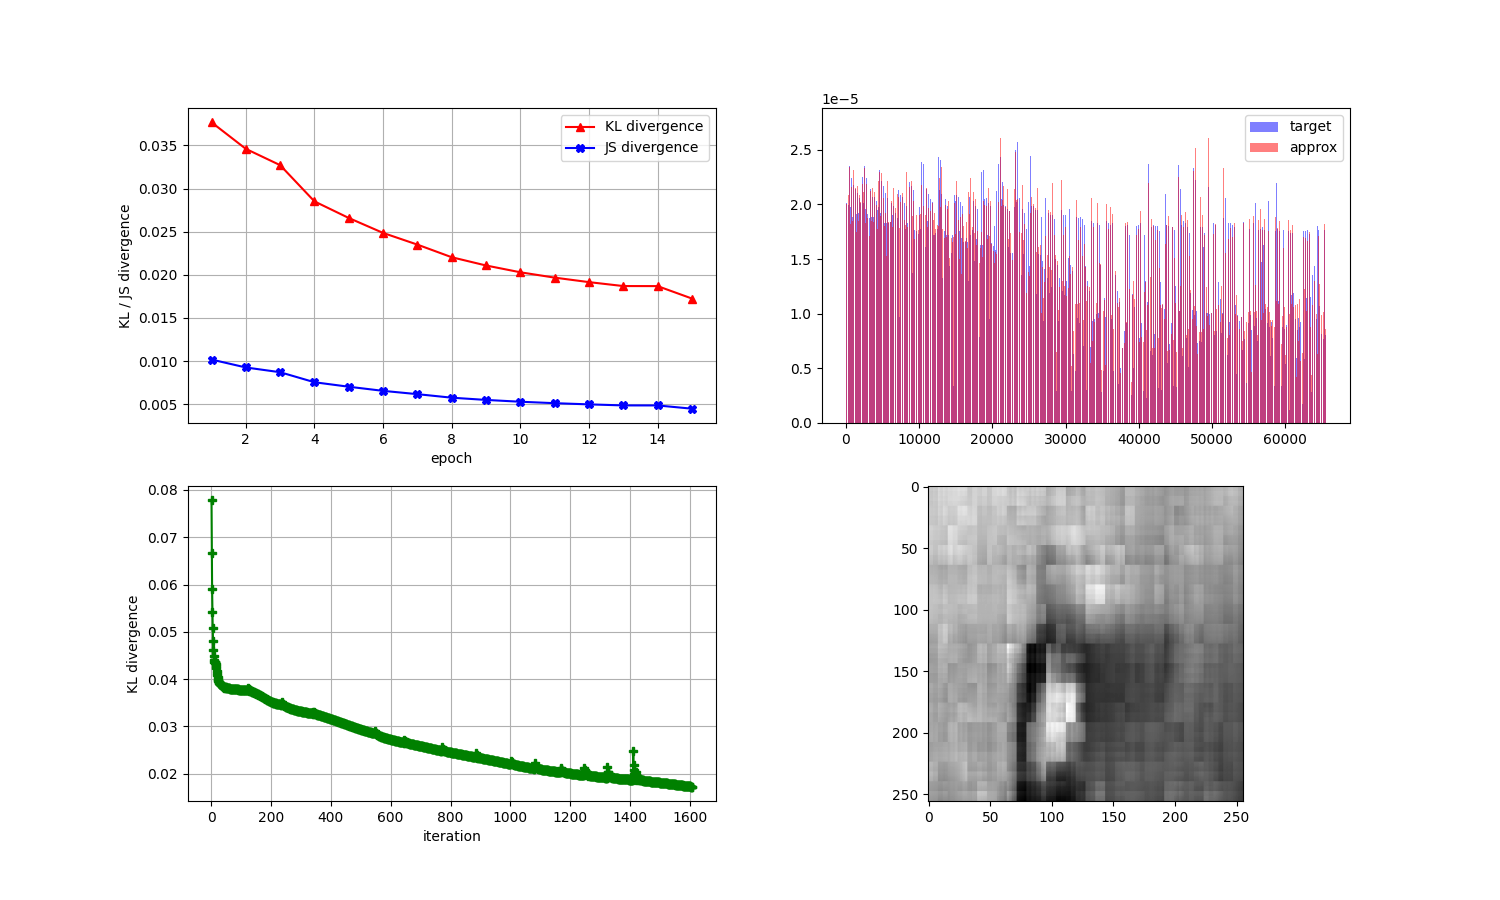 KL / JS divergence
0.035
0.030
0.025
0.020
0.015
0.010
0.005
KL divergence
JS divergence
2 4 6 8 10 12 14
epoch
1e−5
2.5
2.0
1.5
1.0
0.5
0.0
target
approx
0 10000 20000 30000 40000 50000 60000
KL divergence
0.08
0.07
0.06
0.05
0.04
0.03
0.02
0 200 400 600 800 1000 1200 1400 1600
iteration
0
50
100
150
200
250
0 50 100 150 200 250